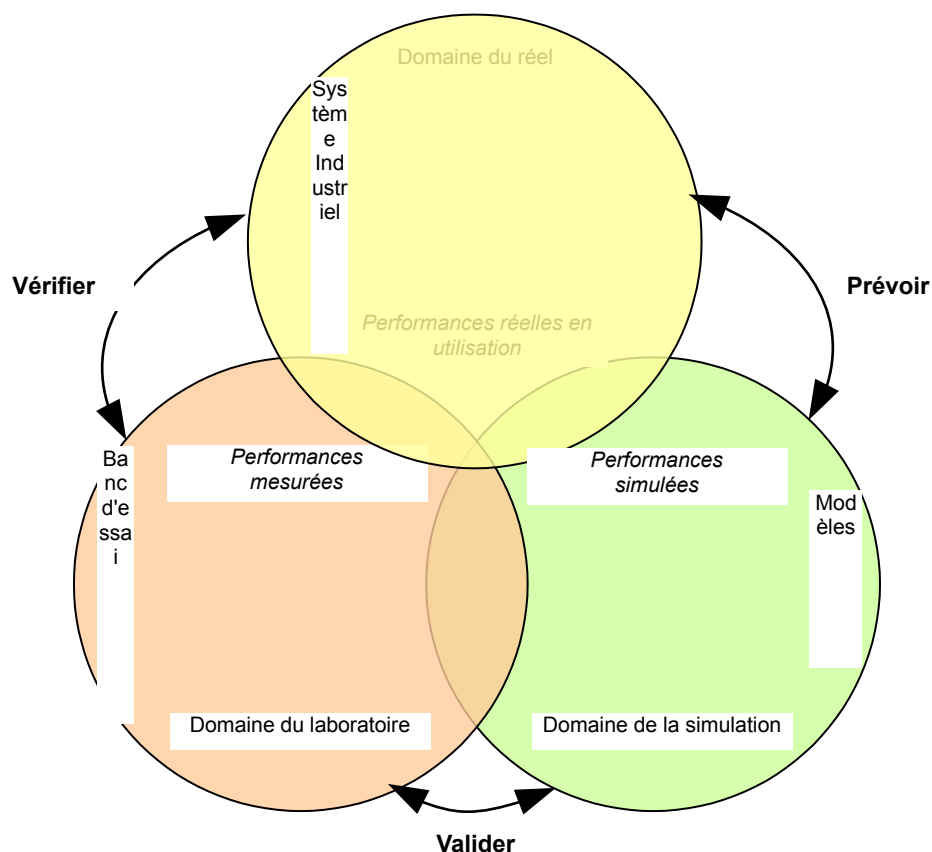 Domaine du réel
Sys
tèm
e
Ind
ustr
iel
Vérifier
Prévoir
Performances réelles en
utilisation
Ba
nc
d'e
ssa
i
Performances
mesurées
Performances
simulées
Mod
èles
Domaine du laboratoire
Domaine de la simulation
Valider